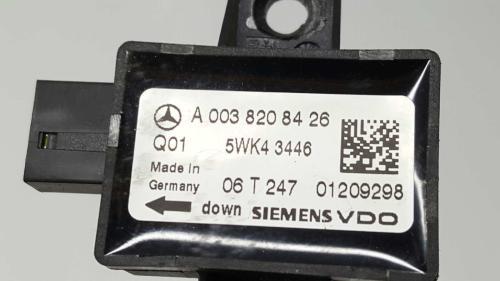 A 003 820 84 26
Q01 5WK4 3446
Made in
Germany 06 T 247 01209298
down SIEMENS VDO